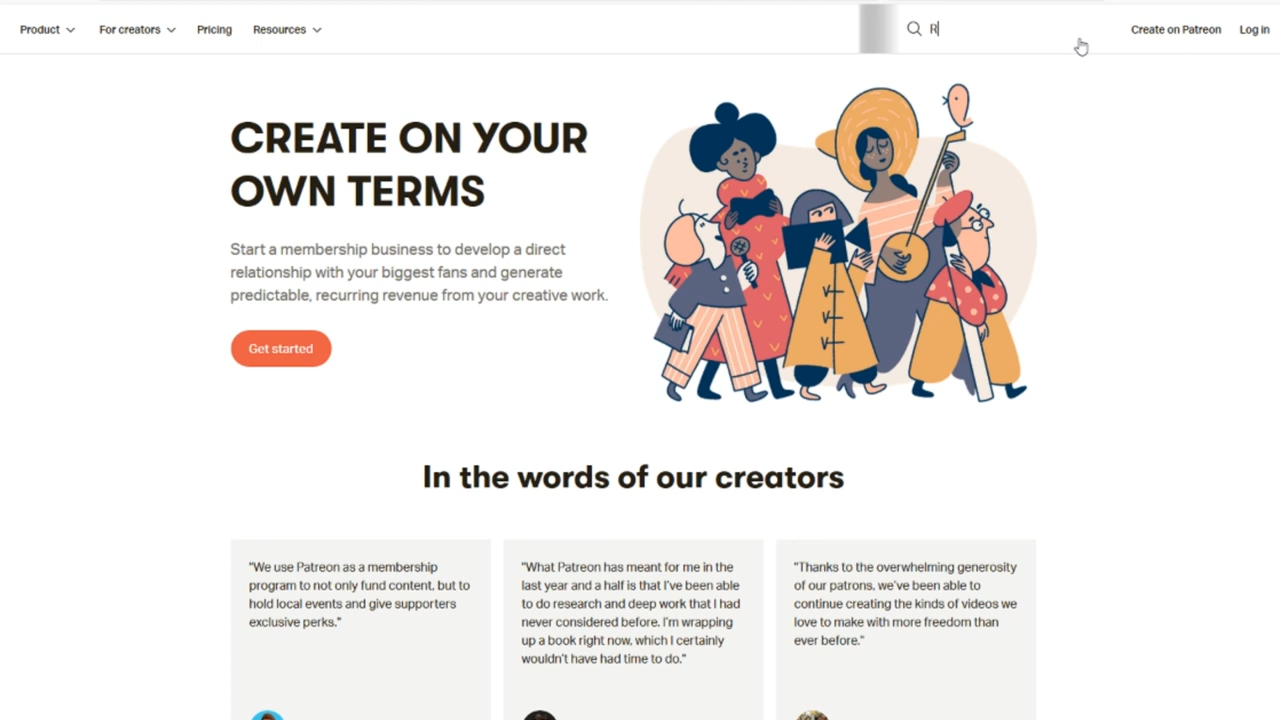 Product
For creators
Pricing
Resources
R
Create on Patreon
Log in
CREATE ON YOUR
OWN TERMS
Start a membership business to develop a direct
relationship with your biggest fans and generate
predictable, recurring revenue from your creative work.
Get started
In the words of our creators
"We use Patreon as a membership
program to not only fund content, but to
hold local events and give supporters
exclusive perks."
"What Patreon has meant for me in the
last year and a half is that I've been able
to do research and deep work that I had
never considered before. I'm wrapping
up a book right now, which I certainly
wouldn't have had time to do."
"Thanks to the overwhelming generosity
of our patrons, we've been able to
continue creating the kinds of videos we
love to make with more freedom than
ever before."